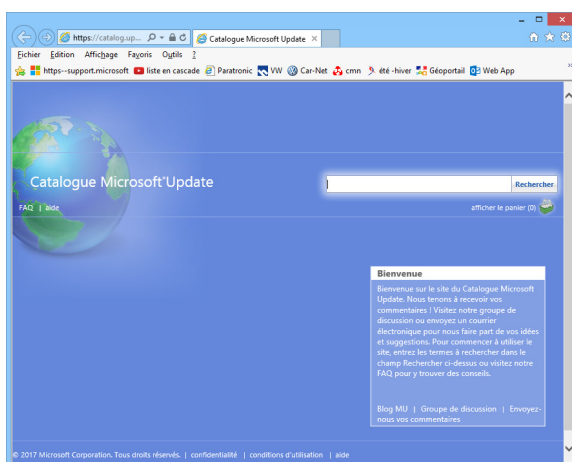 https://catalog.up...
Catalogue Microsoft Update
Fichier Edition Affichage Favoris Outils ?
https--support.microsoft liste en cascade Paratronic VW Car-Net cmn été -hiver Géoportail Web App
Catalogue Microsoft®Update
Rechercher
FAQ | aide
afficher le panier (0)
Bienvenue
Bienvenue sur le site du Catalogue Microsoft
Update. Nous tenons à recevoir vos
commentaires ! Visitez notre groupe de
discussion ou envoyez un courrier
électronique pour nous faire part de vos idées
et suggestions. Pour commencer à utiliser le
site, entrez les termes à rechercher dans le
champ Rechercher ci-dessus ou visitez notre
FAQ pour y trouver des conseils.
Blog MU | Groupe de discussion | Envoyez-
nous vos commentaires
© 2017 Microsoft Corporation. Tous droits réservés. | confidentialité | conditions d'utilisation | aide